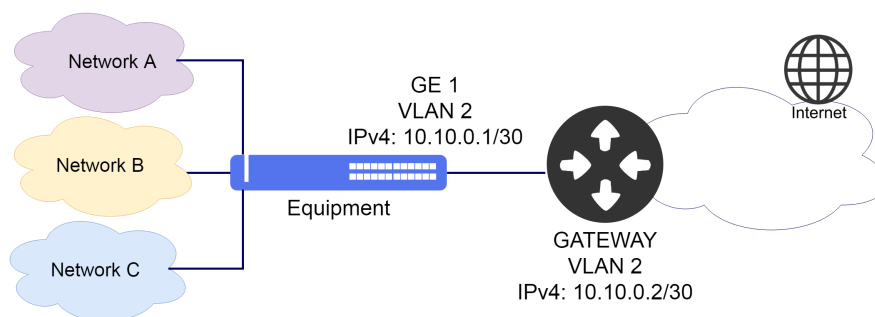 Network A
Network B
Network C
GE 1
VLAN 2
IPv4: 10.10.0.1/30
Equipment
GATEWAY
VLAN 2
IPv4: 10.10.0.2/30
Internet